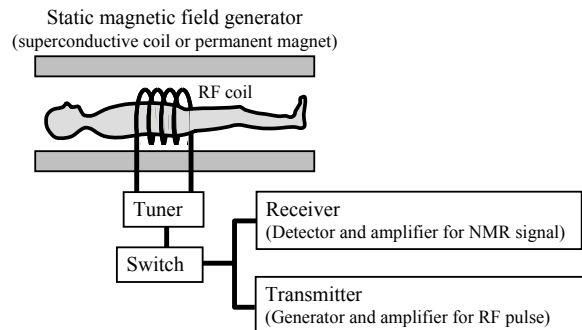 Static magnetic field generator
(superconductive coil or permanent magnet)
RF coil
Tuner
Switch
Receiver
(Detector and amplifier for NMR signal)
Transmitter
(Generator and amplifier for RF pulse)